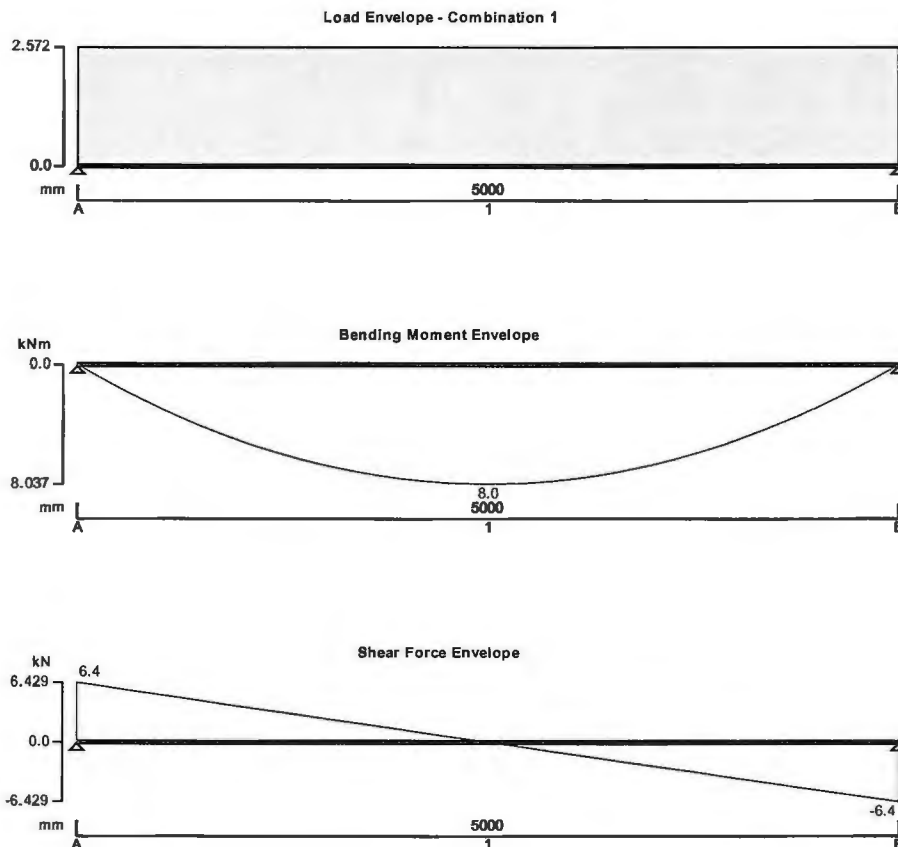 Load Envelope - Combination 1
2.572
0.0
mm 5000
A 1
Bending Moment Envelope
kNm
0.0
8.037
8.0
mm 5000
A 1
Shear Force Envelope
kN
6.4
6.429
0.0
-6.429
-6.4
mm 5000
A 1